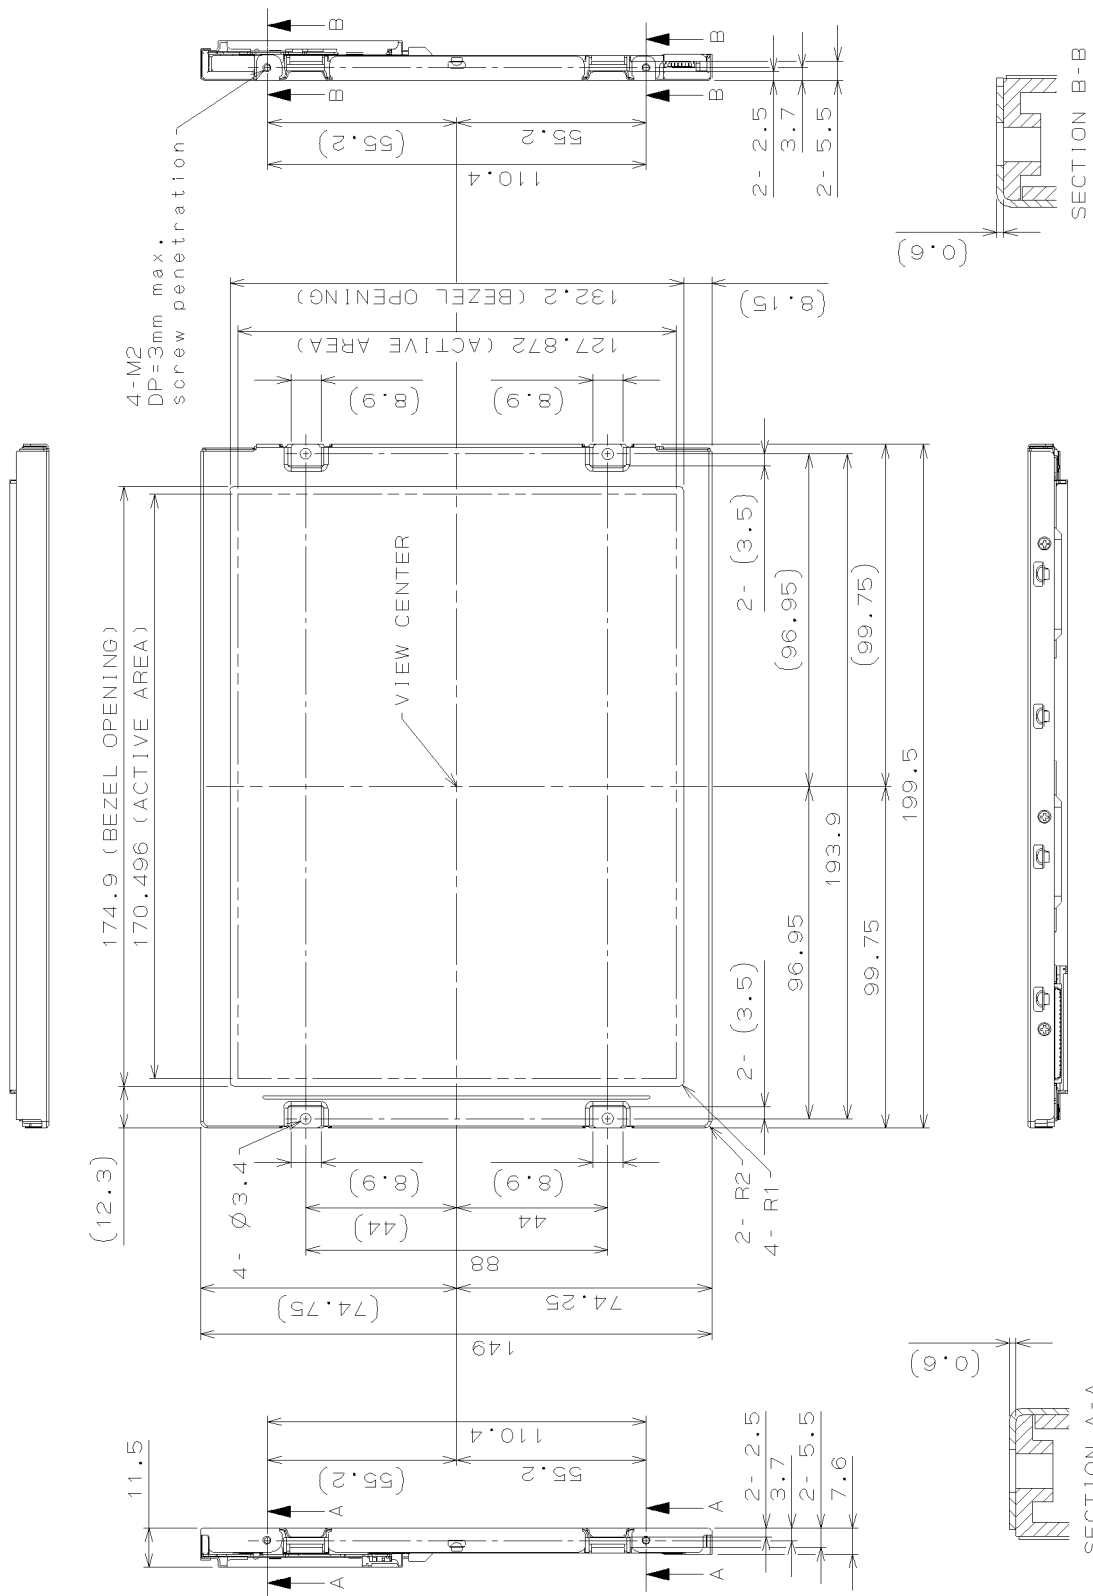 B
B
B
B
(55.2)
55.2
110.4
2- 2.5
3.7
2- 5.5
SECTION B-B
(0.6)
4-M2
DP=3mm max.
screw penetration
132.2 (BEZEL OPENING)
127.872 (ACTIVE AREA)
(8.15)
(8.9)
(8.9)
174.9 (BEZEL OPENING)
170.496 (ACTIVE AREA)
VIEW CENTER
2- (3.5)
(96.95)
(99.75)
199.5
193.9
96.95
99.75
2- (3.5)
(12.3)
4- Ø3.4
(8.9)
(8.9)
(44)
44
88
2- R2
4- R1
(74.75)
74.25
149
(0.6)
SECTION A-A
11.5
110.4
(55.2)
55.2
2- 2.5
3.7
2- 5.5
7.6
A
A
A
A